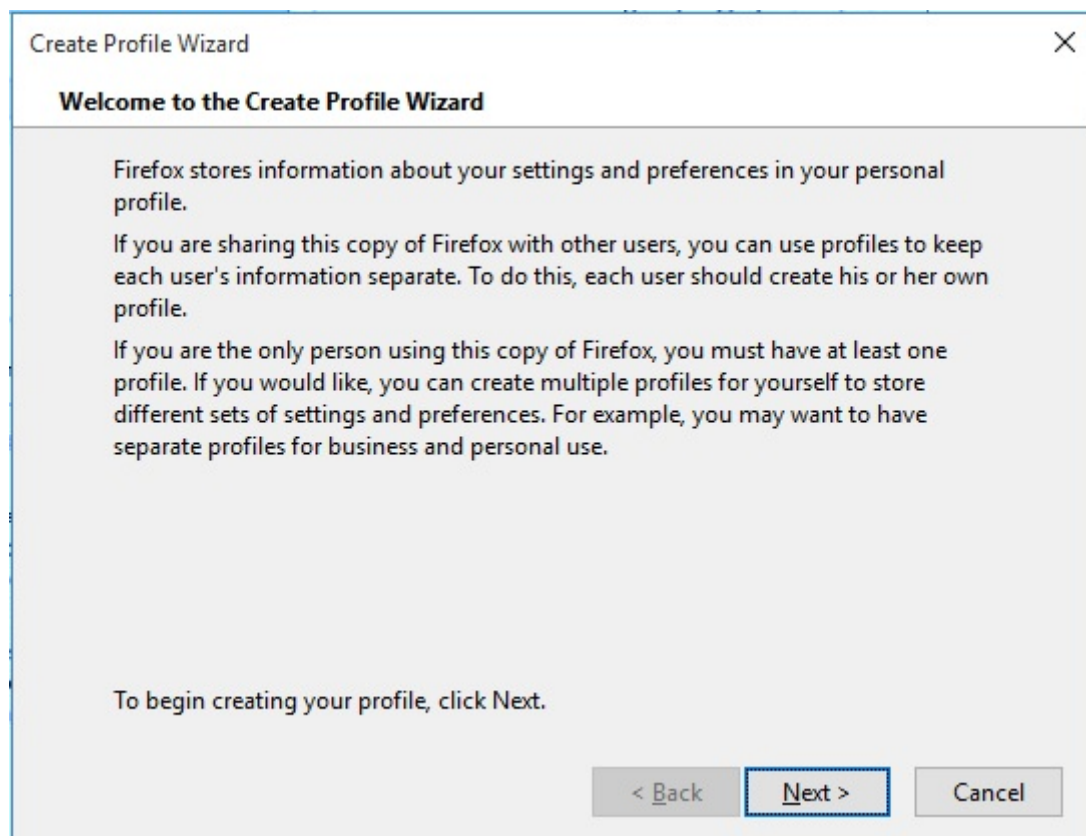 Create Profile Wizard
Welcome to the Create Profile Wizard
Firefox stores information about your settings and preferences in your personal
profile.
If you are sharing this copy of Firefox with other users, you can use profiles to keep
each user's information separate. To do this, each user should create his or her own
profile.
If you are the only person using this copy of Firefox, you must have at least one
profile. If you would like, you can create multiple profiles for yourself to store
different sets of settings and preferences. For example, you may want to have
separate profiles for business and personal use.
To begin creating your profile, click Next.
< Back Next > Cancel